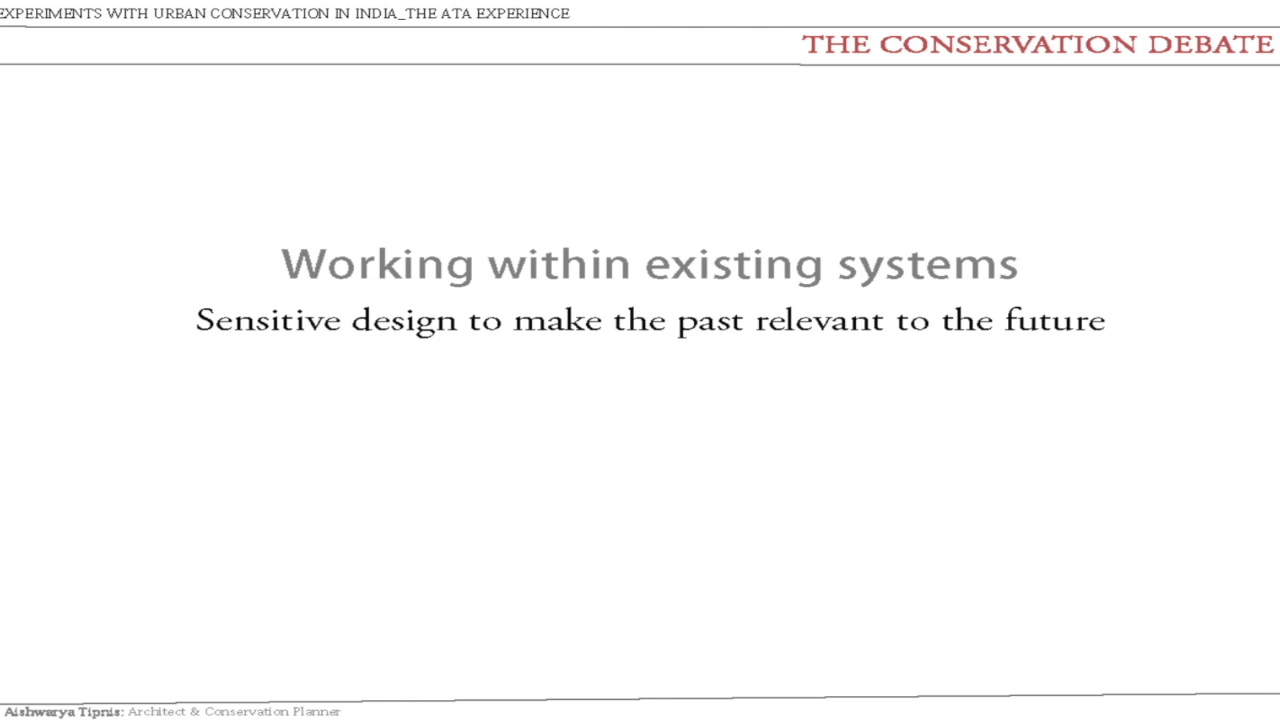 EXPERIMENTS WITH URBAN CONSERVATION IN INDIA_THE ATA EXPERIENCE
THE CONSERVATION DEBATE
Working within existing systems
Sensitive design to make the past relevant to the future
Aishwarya Tipnis: Architect & Conservation Planner